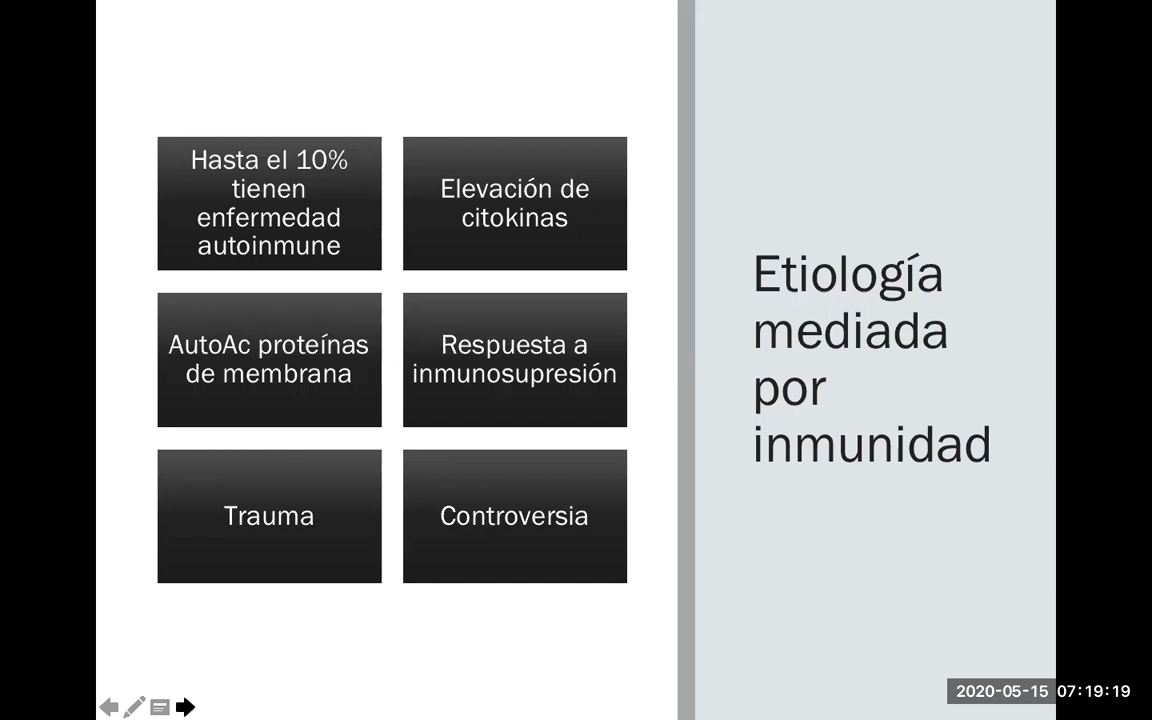 Hasta el 10%
tienen
enfermedad
autoinmune
Elevación de
citokinas
AutoAc proteínas
de membrana
Respuesta a
inmunosupresión
Trauma
Controversia
Etiología
mediada
por
inmunidad
2020-05-15 07:19:19